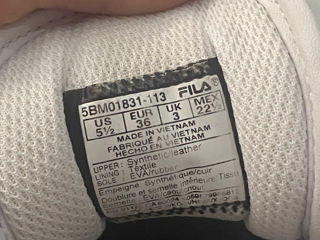 5BM01831-113 FILA®
US EUR UK MEX
5½ 36 3 22½
MADE IN VIETNAM
FABRIQUÉ AU VIETNAM
HECHO EN VIETNAM
UPPER: Synthetic/leather
LINING: Textile
SOLE: EVA/rubber
Empeigne: Synthétique/cuir
Doublure et semelle intérieure: Tissu